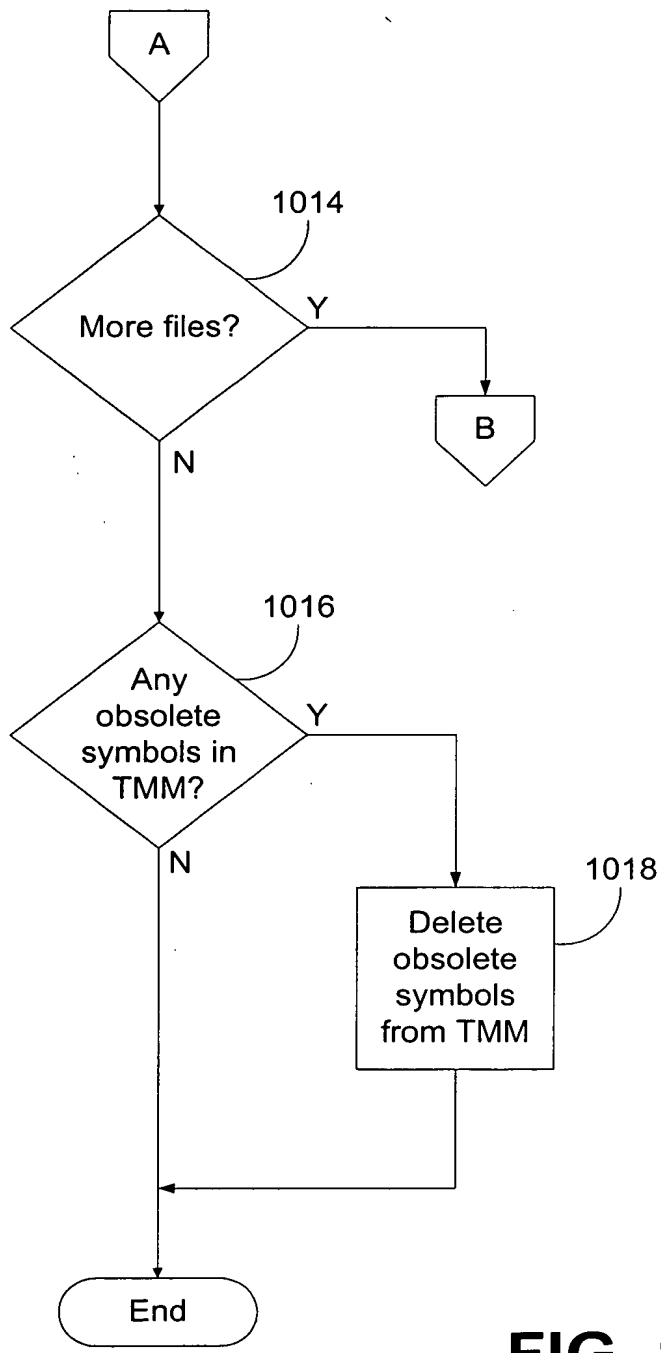 A
1014
More files?
Y
B
N
1016
Any
obsolete
symbols in
TMM?
Y
N
1018
Delete
obsolete
symbols
from TMM
End
FIG.